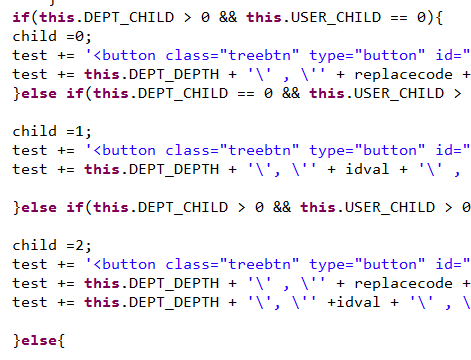 }
if(this.DEPT_CHILD > 0 && this.USER_CHILD == 0){
child =0;
test += '<button class="treebtn" type="button" id="
test += this.DEPT_DEPTH + '\' , \'' + replacecode +
}else if(this.DEPT_CHILD == 0 && this.USER_CHILD >
child =1;
test += '<button class="treebtn" type="button" id="
test += this.DEPT_DEPTH + '\', \'' + idval + '\' ,
}else if(this.DEPT_CHILD > 0 && this.USER_CHILD > 0
child =2;
test += '<button class="treebtn" type="button" id="
test += this.DEPT_DEPTH + '\' , \'' + replacecode +
test += this.DEPT_DEPTH + '\', \'' +idval + '\' , \
}else{